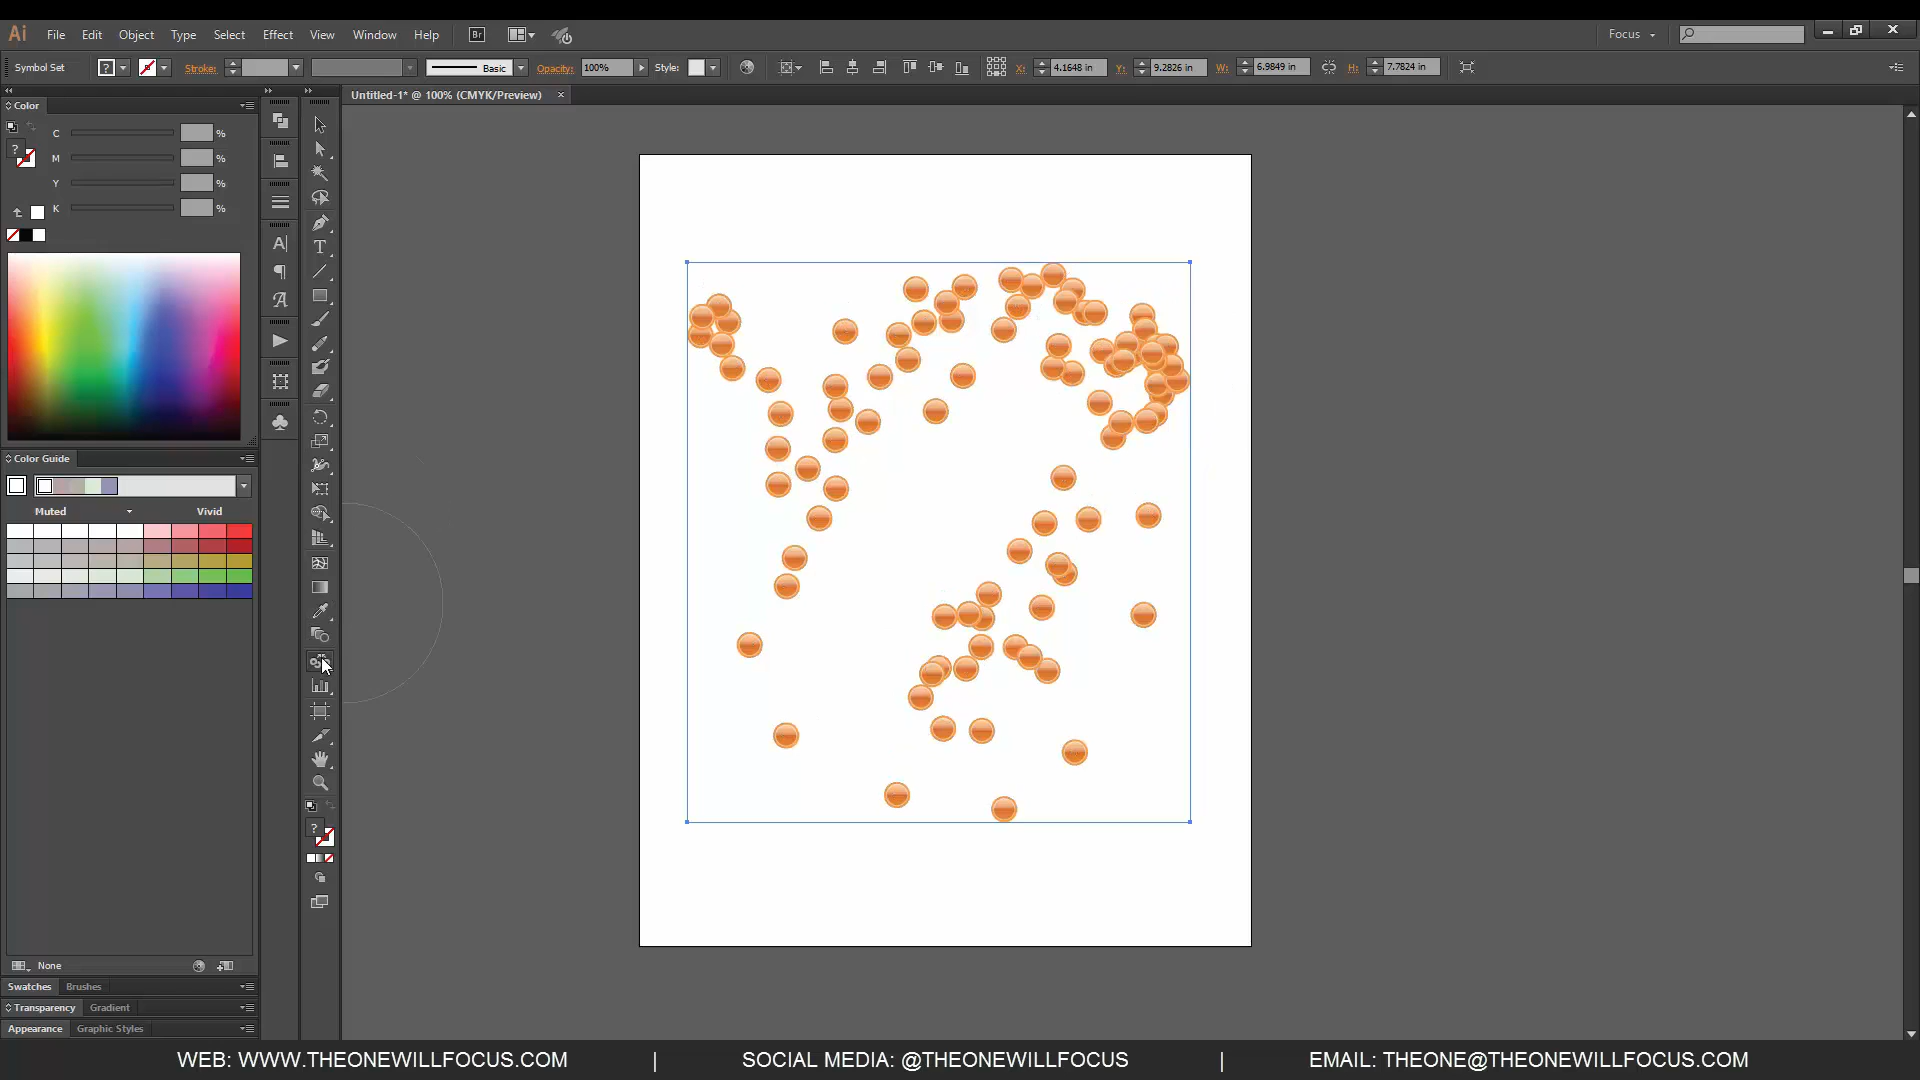 Ai File Edit Object Type Select Effect View Window Help Br Focus
Symbol Set ? Stroke: Basic Opacity: 100% Style: X: 4.1648 in Y: 9.2826 in W: 6.9849 in H: 7.7824 in
Untitled-1* @ 100% (CMYK/Preview) ×
Color
C %
?
M %
Y %
K %
Color Guide
Muted Vivid
None
Swatches Brushes
Transparency Gradient
Appearance Graphic Styles
A
T
?
WEB: WWW.THEONEWILLFOCUS.COM | SOCIAL MEDIA: @THEONEWILLFOCUS | EMAIL: THEONE@THEONEWILLFOCUS.COM